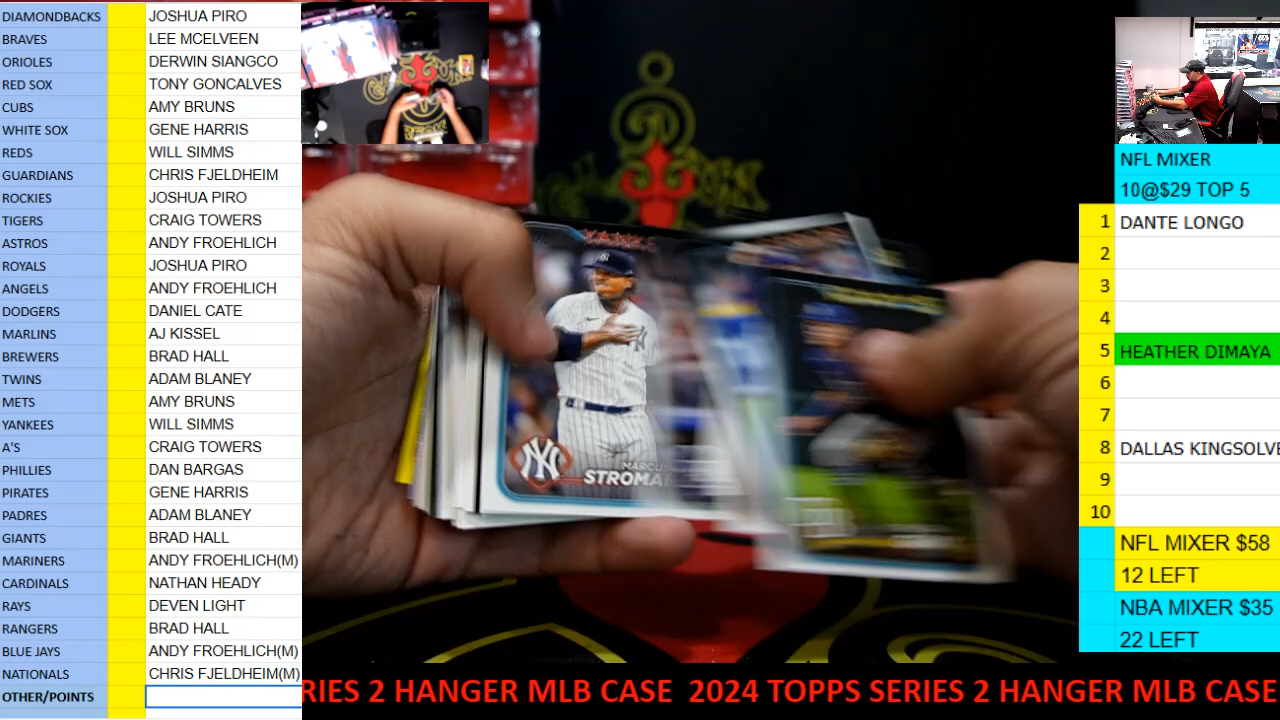 DIAMONDBACKS JOSHUA PIRO
BRAVES LEE MCELVEEN
ORIOLES DERWIN SIANGCO
RED SOX TONY GONCALVES
CUBS AMY BRUNS
WHITE SOX GENE HARRIS
REDS WILL SIMMS
GUARDIANS CHRIS FJELDHEIM
ROCKIES JOSHUA PIRO
TIGERS CRAIG TOWERS
ASTROS ANDY FROEHLICH
ROYALS JOSHUA PIRO
ANGELS ANDY FROEHLICH
DODGERS DANIEL CATE
MARLINS AJ KISSEL
BREWERS BRAD HALL
TWINS ADAM BLANEY
METS AMY BRUNS
YANKEES WILL SIMMS
A'S CRAIG TOWERS
PHILLIES DAN BARGAS
PIRATES GENE HARRIS
PADRES ADAM BLANEY
GIANTS BRAD HALL
MARINERS ANDY FROEHLICH(M)
CARDINALS NATHAN HEADY
RAYS DEVEN LIGHT
RANGERS BRAD HALL
BLUE JAYS ANDY FROEHLICH(M)
NATIONALS CHRIS FJELDHEIM(M)
OTHER/POINTS
MARCUS
STROMA
NFL MIXER
10@$29 TOP 5
1 DANTE LONGO
2
3
4
5 HEATHER DIMAYA
6
7
8 DALLAS KINGSOLVE
9
10
NFL MIXER $58
12 LEFT
NBA MIXER $35
22 LEFT
RIES 2 HANGER MLB CASE 2024 TOPPS SERIES 2 HANGER MLB CASE